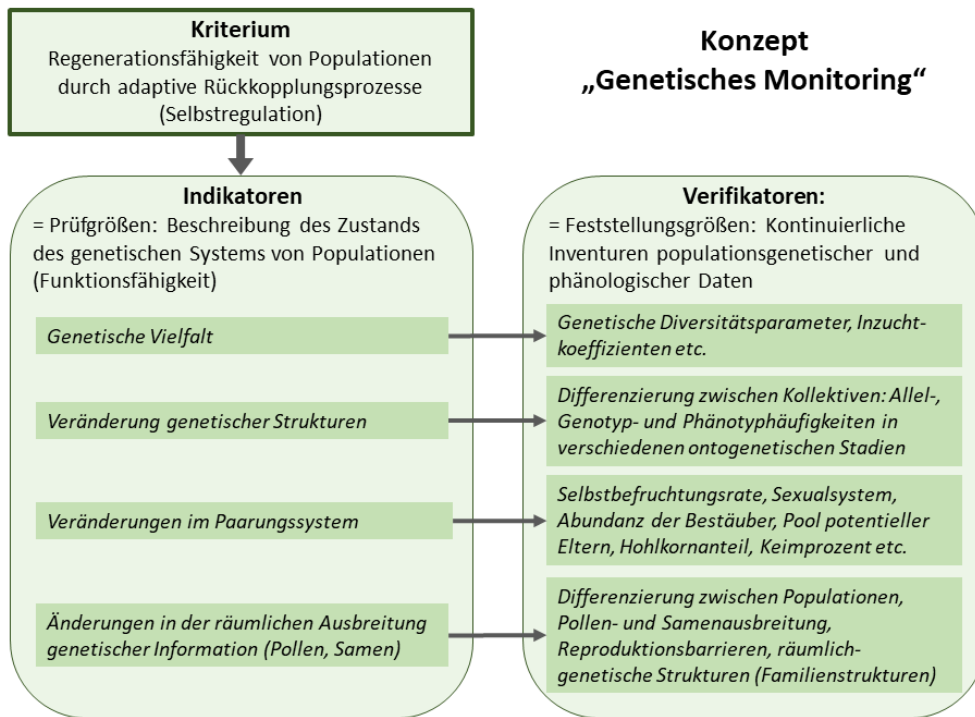 Kriterium
Regenerationsfähigkeit von Populationen
durch adaptive Rückkopplungsprozesse
(Selbstregulation)
Konzept
„Genetisches Monitoring“
Indikatoren
= Prüfgrößen: Beschreibung des Zustands
des genetischen Systems von Populationen
(Funktionsfähigkeit)
Genetische Vielfalt
Veränderung genetischer Strukturen
Veränderungen im Paarungssystem
Änderungen in der räumlichen Ausbreitung
genetischer Information (Pollen, Samen)
Verifikatoren:
= Feststellungsgrößen: Kontinuierliche
Inventuren populationsgenetischer und
phänologischer Daten
Genetische Diversitätsparameter, Inzucht-
koeffizienten etc.
Differenzierung zwischen Kollektiven: Allel-,
Genotyp- und Phänotyphäufigkeiten in
verschiedenen ontogenetischen Stadien
Selbstbefruchtungsrate, Sexualsystem,
Abundanz der Bestäuber, Pool potentieller
Eltern, Hohlkornanteil, Keimprozent etc.
Differenzierung zwischen Populationen,
Pollen- und Samenausbreitung,
Reproduktionsbarrieren, räumlich-
genetische Strukturen (Familienstrukturen)